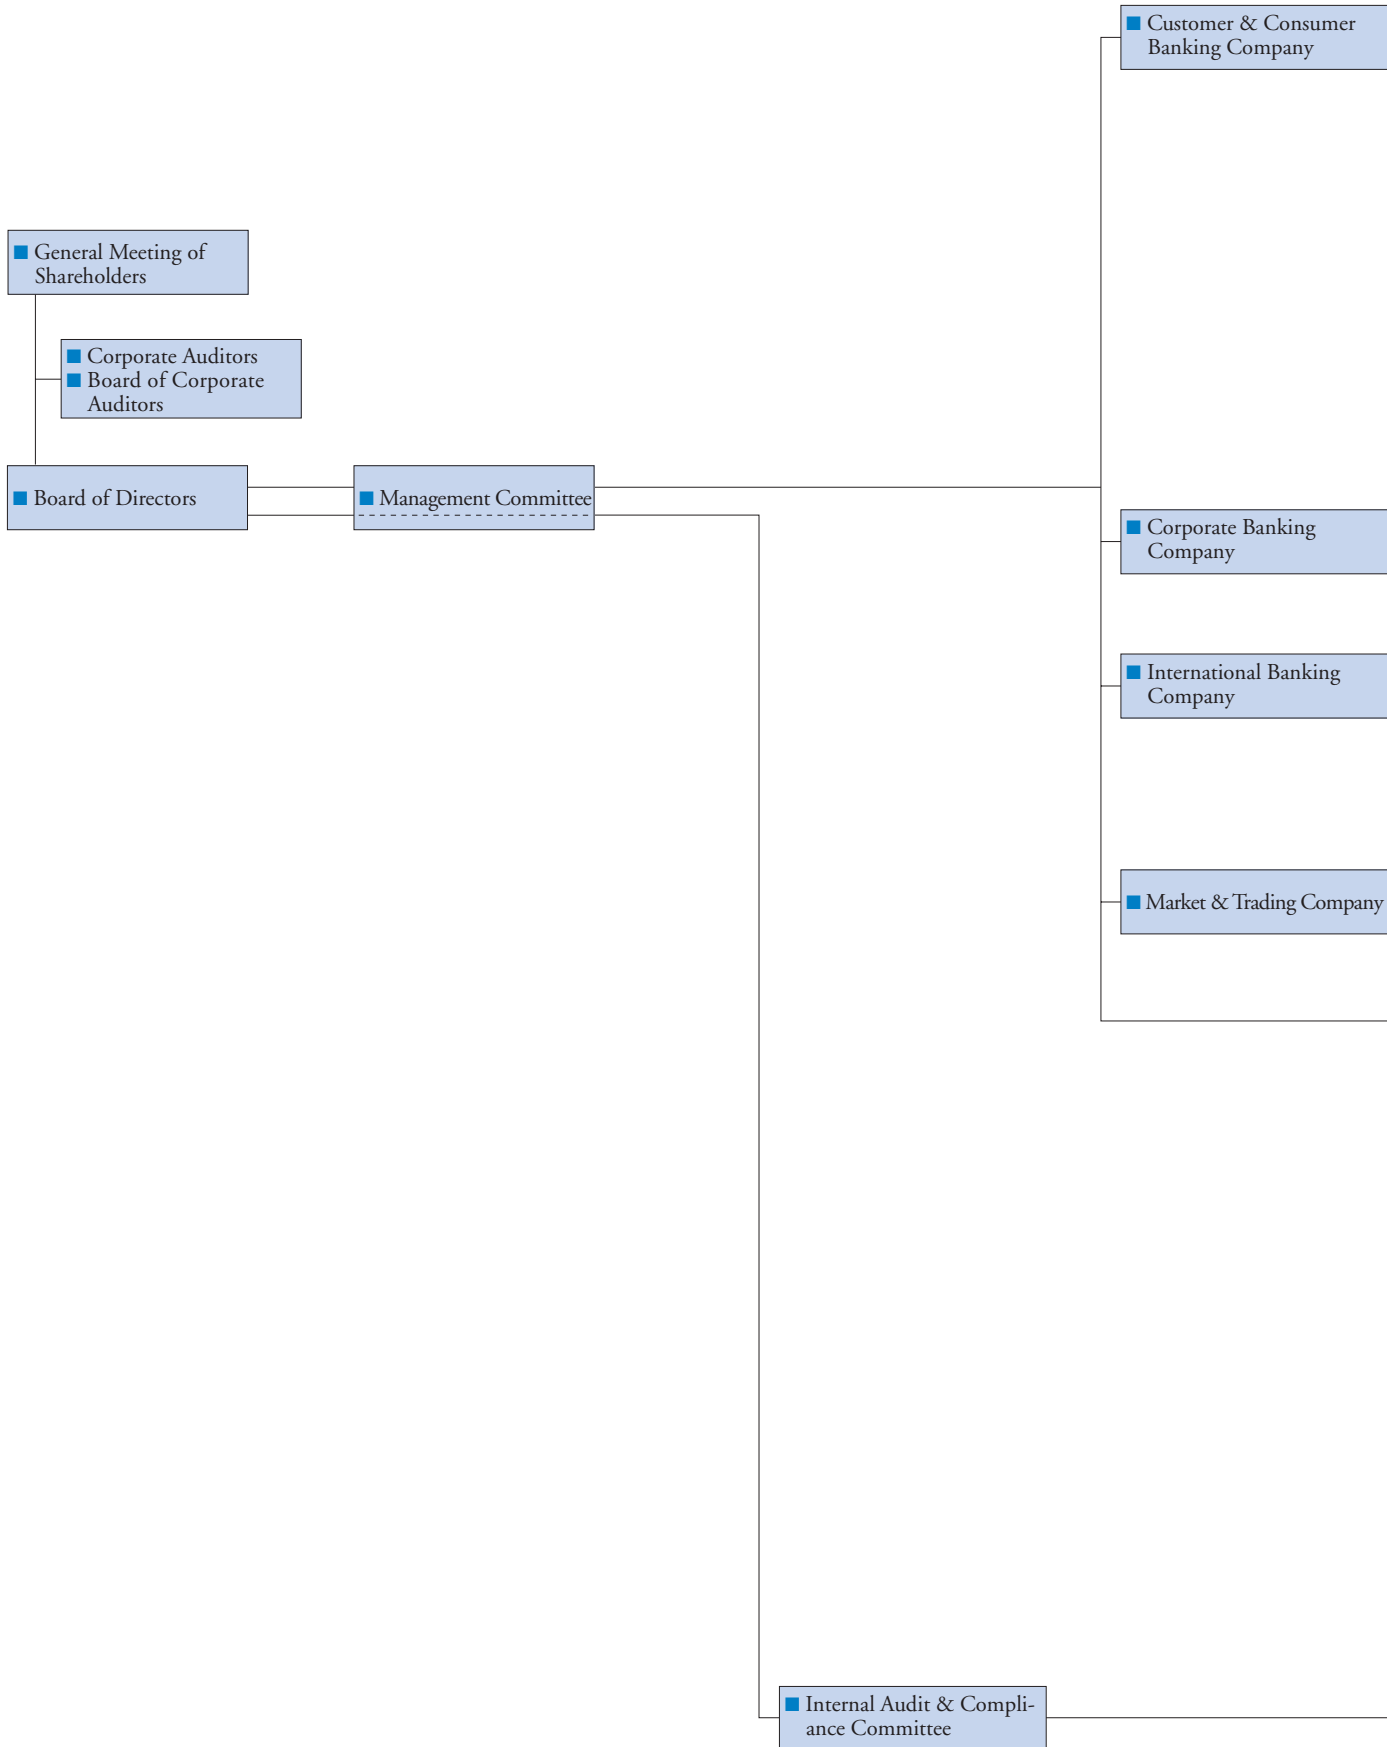 Customer & Consumer
Banking Company
General Meeting of
Shareholders
Corporate Auditors
Board of Corporate
Auditors
Board of Directors
Management Committee
Corporate Banking
Company
International Banking
Company
Market & Trading Company
Internal Audit & Compli-
ance Committee